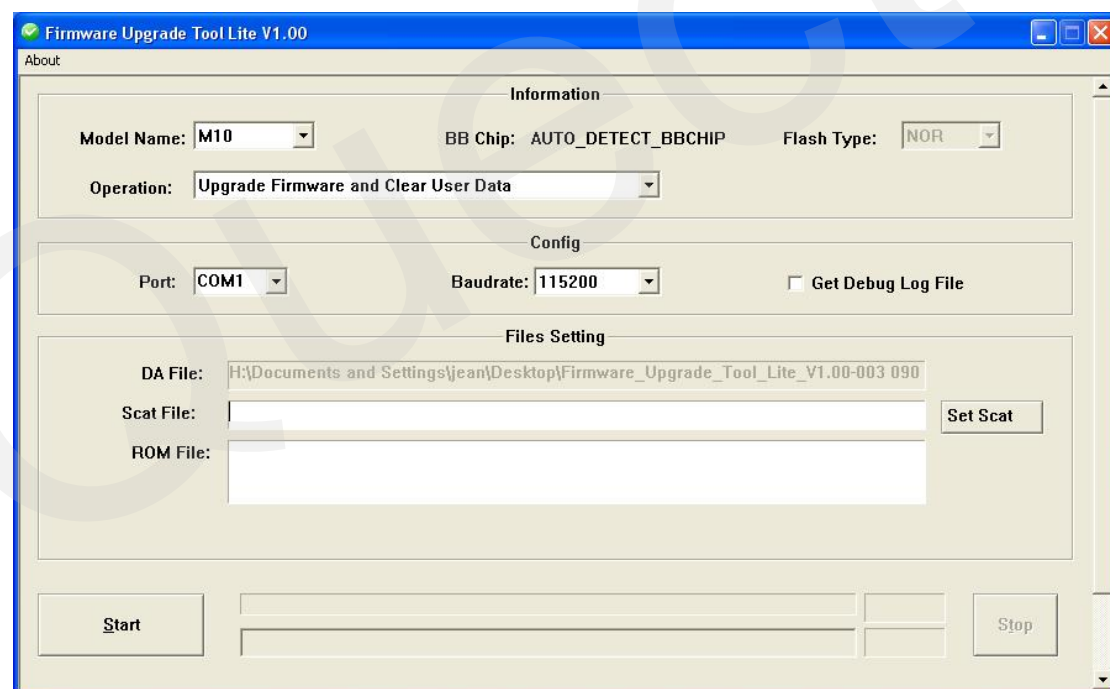 Firmware Upgrade Tool Lite V1.00
About
Information
Model Name: M10 BB Chip: AUTO_DETECT_BBCHIP Flash Type: NOR
Operation: Upgrade Firmware and Clear User Data
Config
Port: COM1 Baudrate: 115200 Get Debug Log File
Files Setting
DA File: H:\Documents and Settings\jean\Desktop\Firmware_Upgrade_Tool_Lite_V1.00-003 090
Scat File: Set Scat
ROM File:
Start Stop